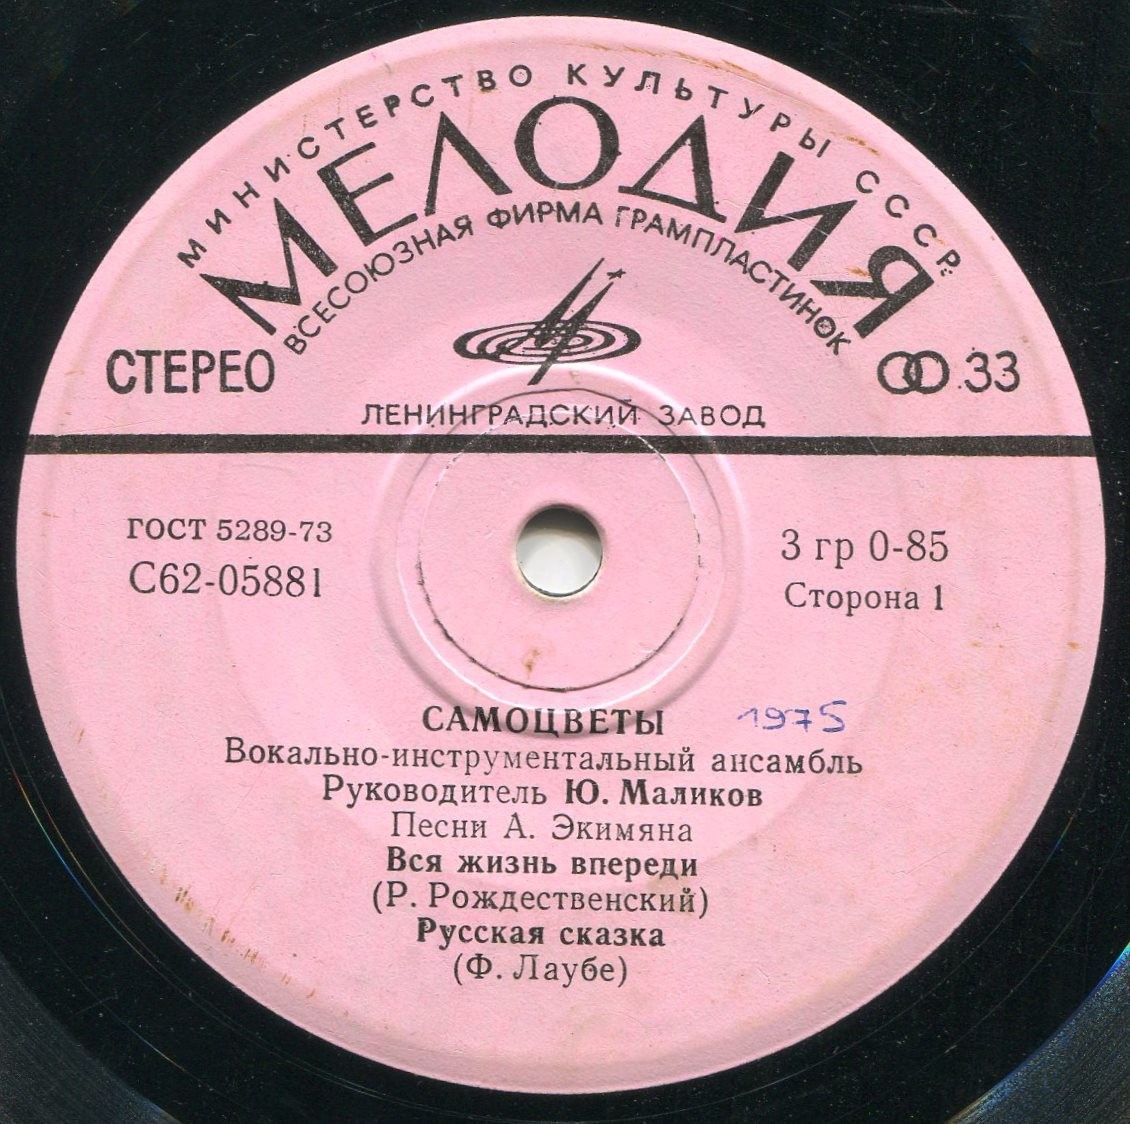 МИНИСТЕРСТВО КУЛЬТУРЫ СССР
МЕЛОДИЯ
ВСЕСОЮЗНАЯ ФИРМА ГРАМПЛАСТИНОК
СТЕРЕО
33
ЛЕНИНГРАДСКИЙ ЗАВОД
ГОСТ 5289-73
С62-05881
3 гр 0-85
Сторона 1
САМОЦВЕТЫ
1975
Вокально-инструментальный ансамбль
Руководитель Ю. Маликов
Песни А. Экимяна
Вся жизнь впереди
(Р. Рождественский)
Русская сказка
(Ф. Лаубе)